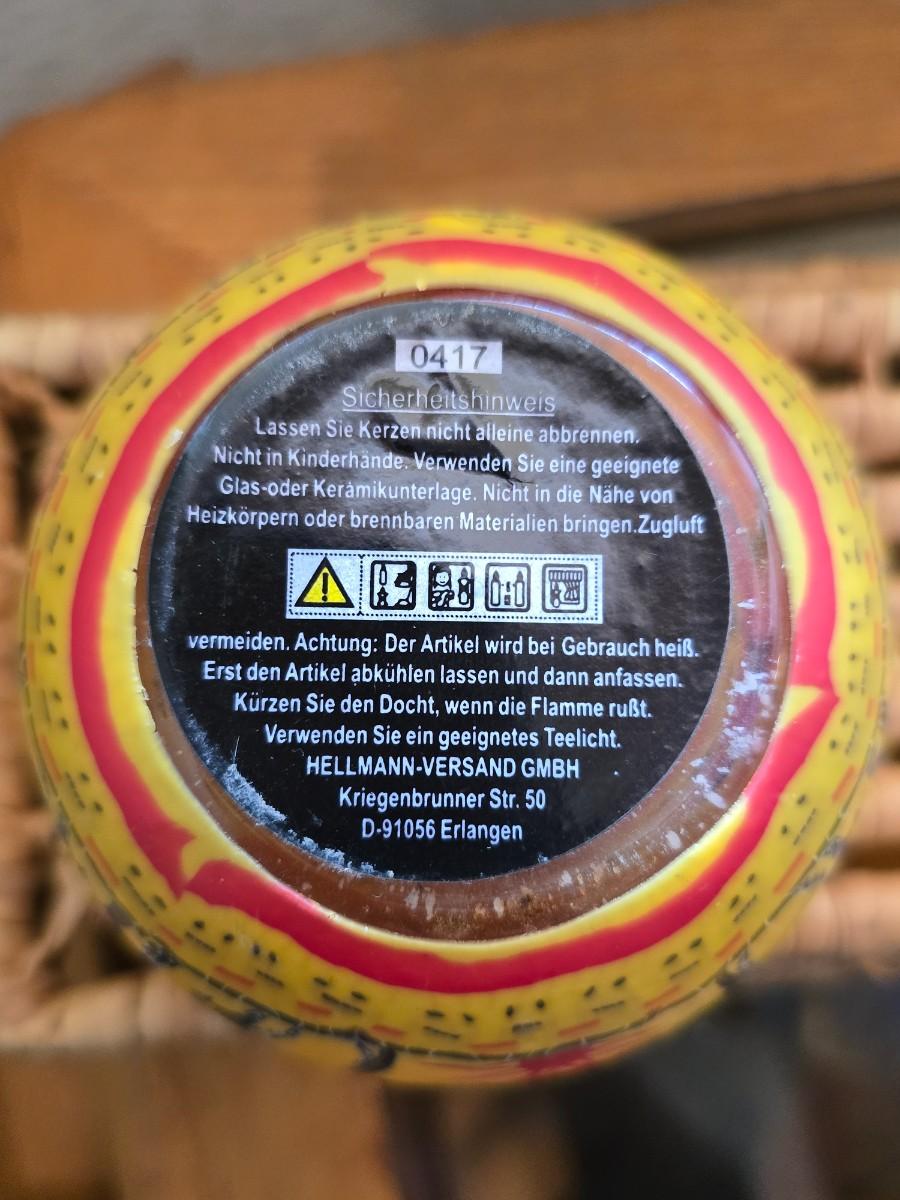 0417
Sicherheitshinweis
Lassen Sie Kerzen nicht alleine abbrennen.
Nicht in Kinderhände. Verwenden Sie eine geeignete
Glas-oder Keramikunterlage. Nicht in die Nähe von
Heizkörpern oder brennbaren Materialien bringen.Zugluft
vermeiden. Achtung: Der Artikel wird bei Gebrauch heiß.
Erst den Artikel abkühlen lassen und dann anfassen.
Kürzen Sie den Docht, wenn die Flamme rußt.
Verwenden Sie ein geeignetes Teelicht.
HELLMANN-VERSAND GMBH
Kriegenbrunner Str. 50
D-91056 Erlangen